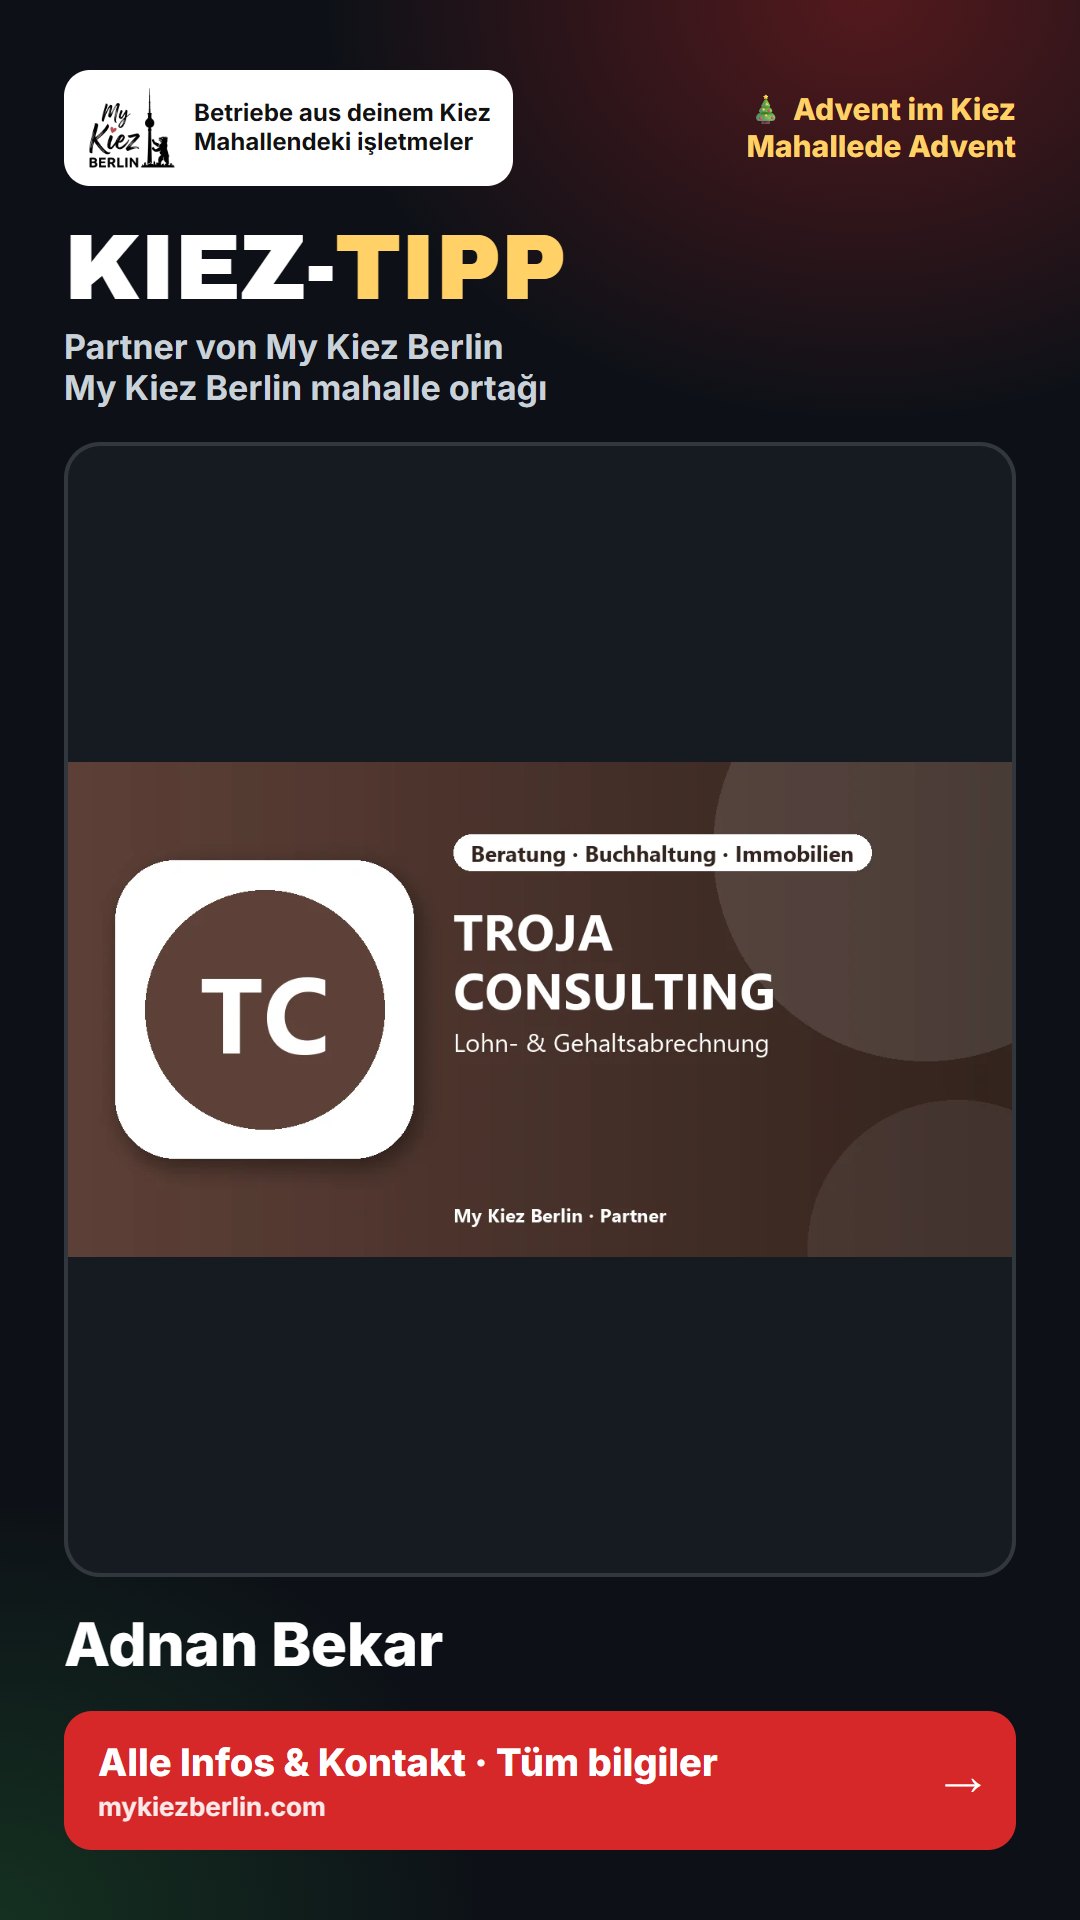 My
Kiez
BERLIN
Betriebe aus deinem Kiez
Mahallendeki işletmeler
🎄 Advent im Kiez
Mahallede Advent
KIEZ-TIPP
Partner von My Kiez Berlin
My Kiez Berlin mahalle ortağı
TC
Beratung · Buchhaltung · Immobilien
TROJA
CONSULTING
Lohn- & Gehaltsabrechnung
My Kiez Berlin · Partner
Adnan Bekar
Alle Infos & Kontakt · Tüm bilgiler
mykiezberlin.com
→